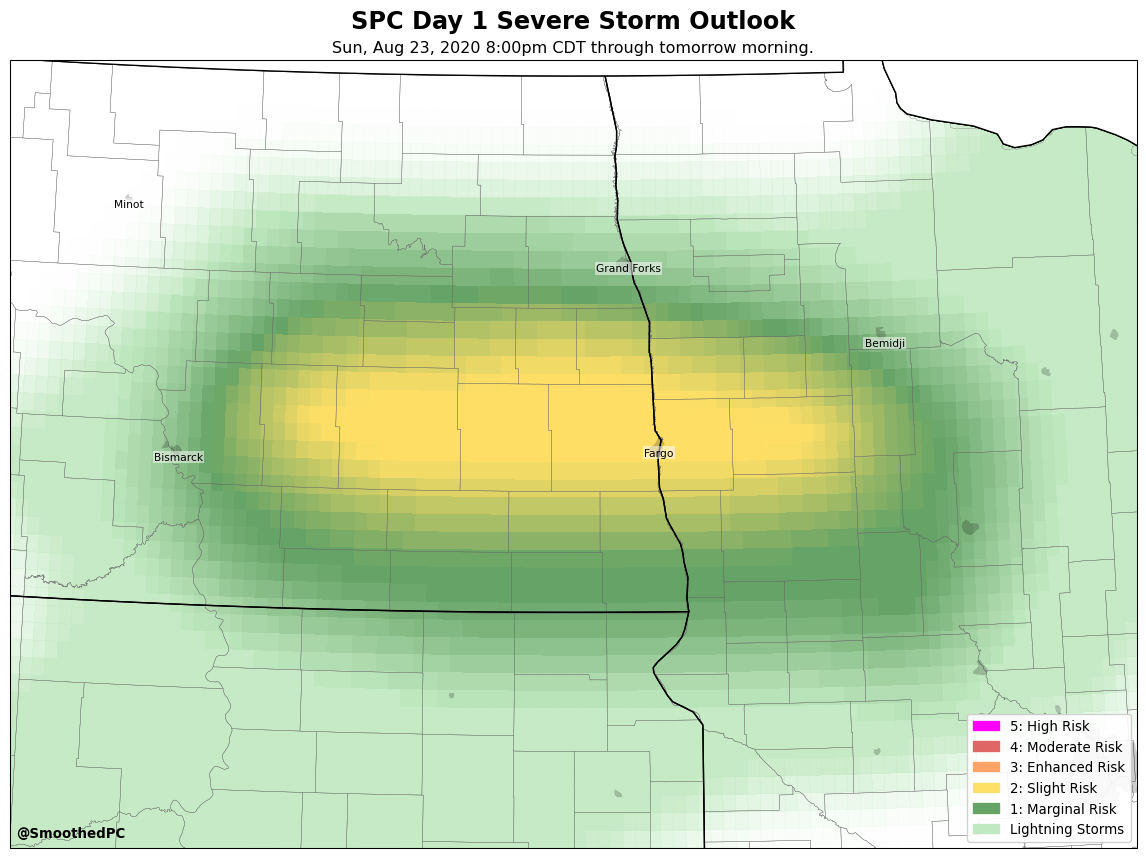 SPC Day 1 Severe Storm Outlook
Sun, Aug 23, 2020 8:00pm CDT through tomorrow morning.
Minot
Grand Forks
Bemidji
Bismarck
Fargo
5: High Risk
4: Moderate Risk
3: Enhanced Risk
2: Slight Risk
1: Marginal Risk
Lightning Storms
@SmoothedPC